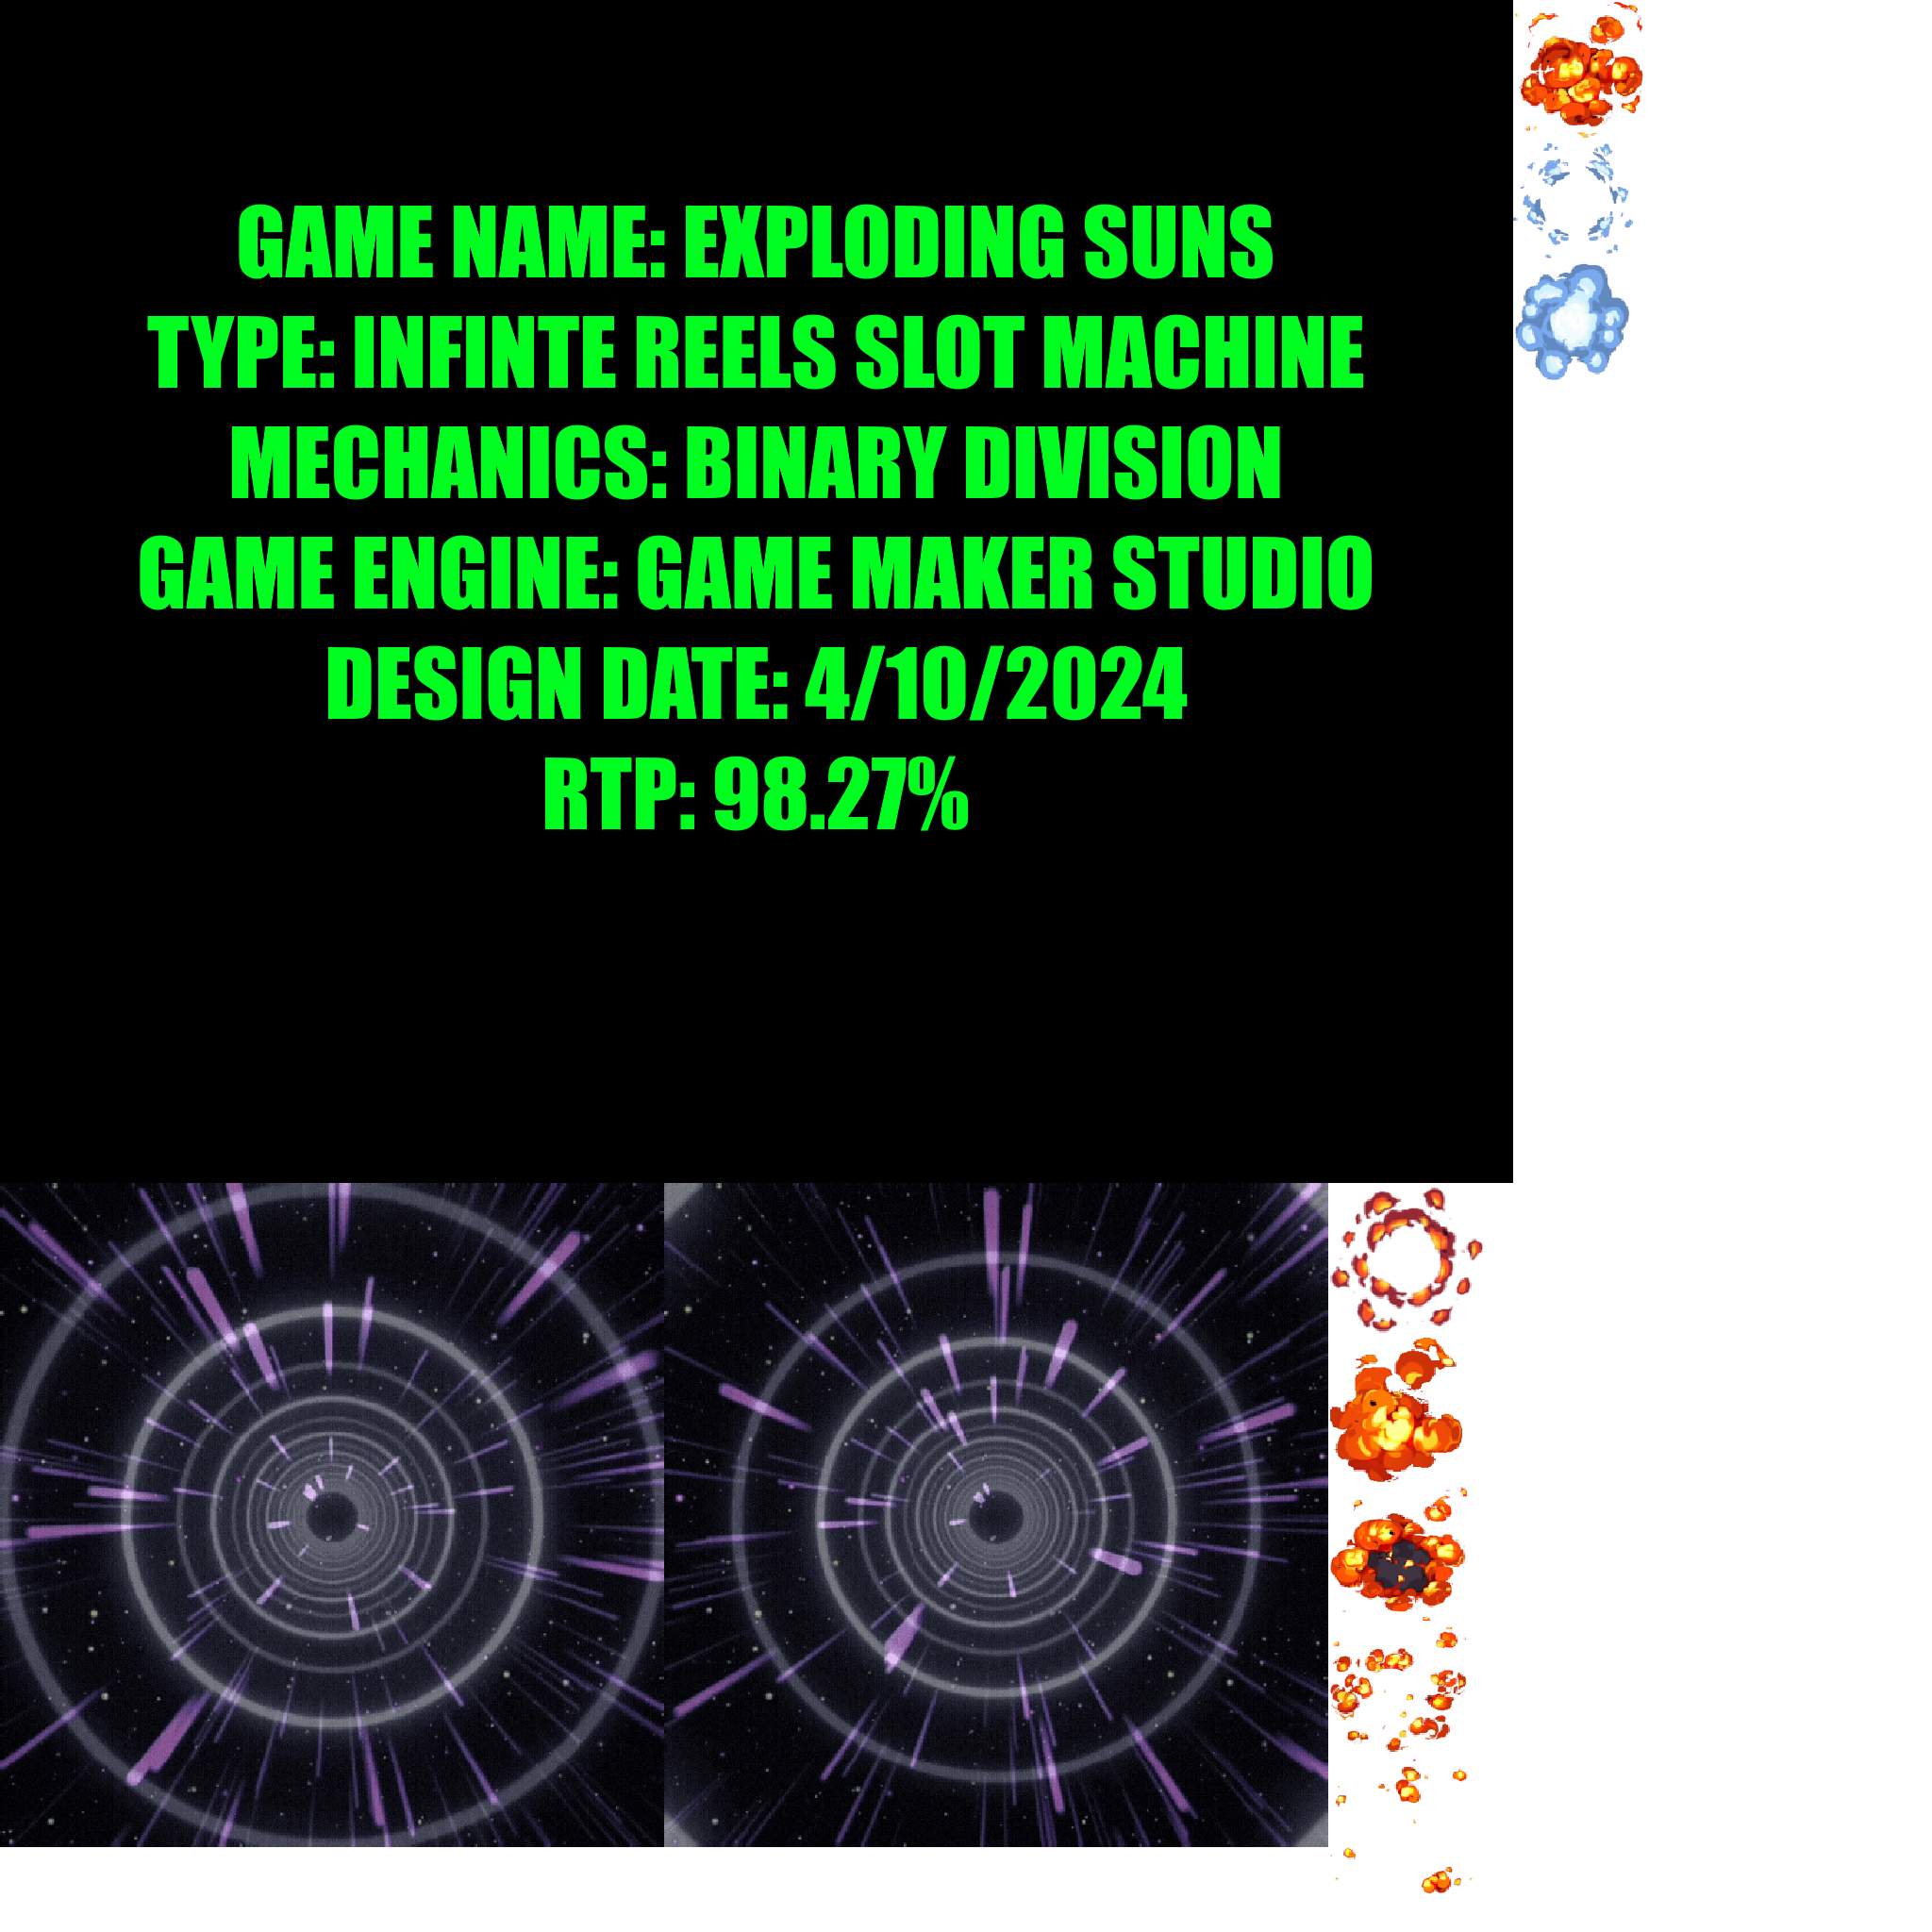 GAME NAME: EXPLODING SUNS
TYPE: INFINTE REELS SLOT MACHINE
MECHANICS: BINARY DIVISION
GAME ENGINE: GAME MAKER STUDIO
DESIGN DATE: 4/10/2024
RTP: 98.27%